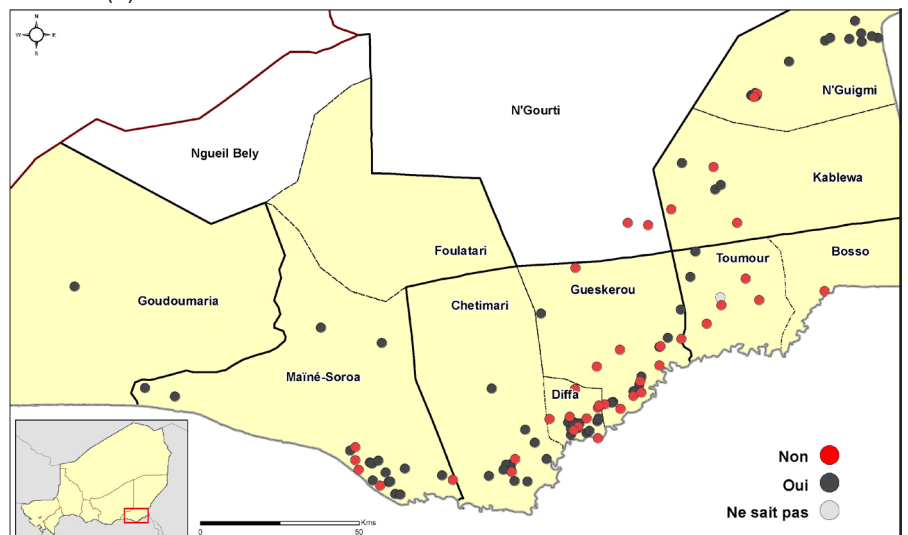 N
W E
S
N'Guigmi
N'Gourti
Ngueil Bely
Kablewa
Foulatari
Bosso
Toumour
Gueskerou
Goudoumaria
Chetimari
Maïné-Soroa
Diffa
Non
Oui
Ne sait pas
Kms
0 50